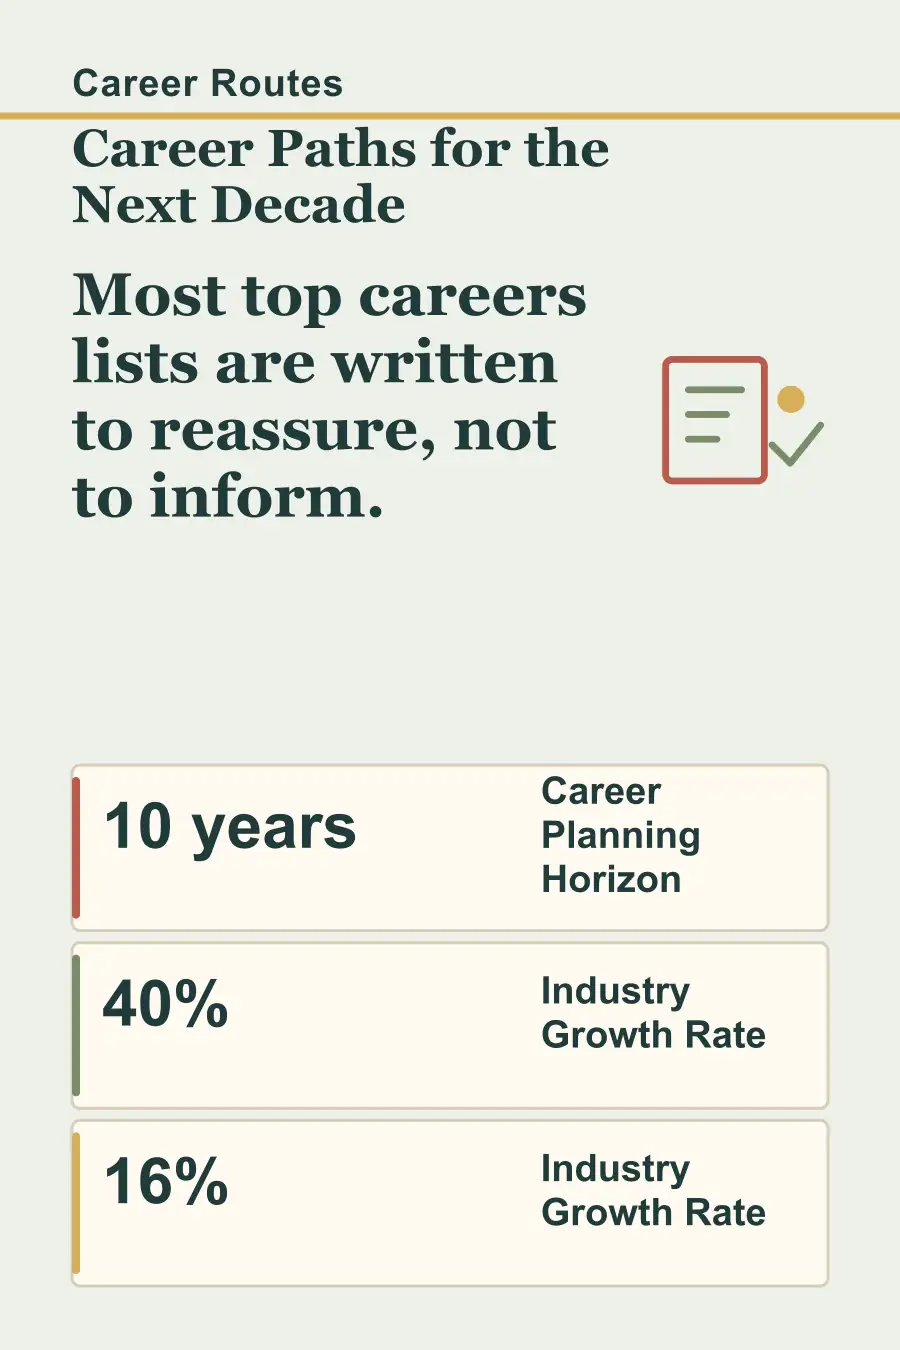 Career Routes
Career Paths for the
Next Decade
Most top careers
lists are written
to reassure, not
to inform.
10 years
Career
Planning
Horizon
40%
Industry
Growth Rate
16%
Industry
Growth Rate